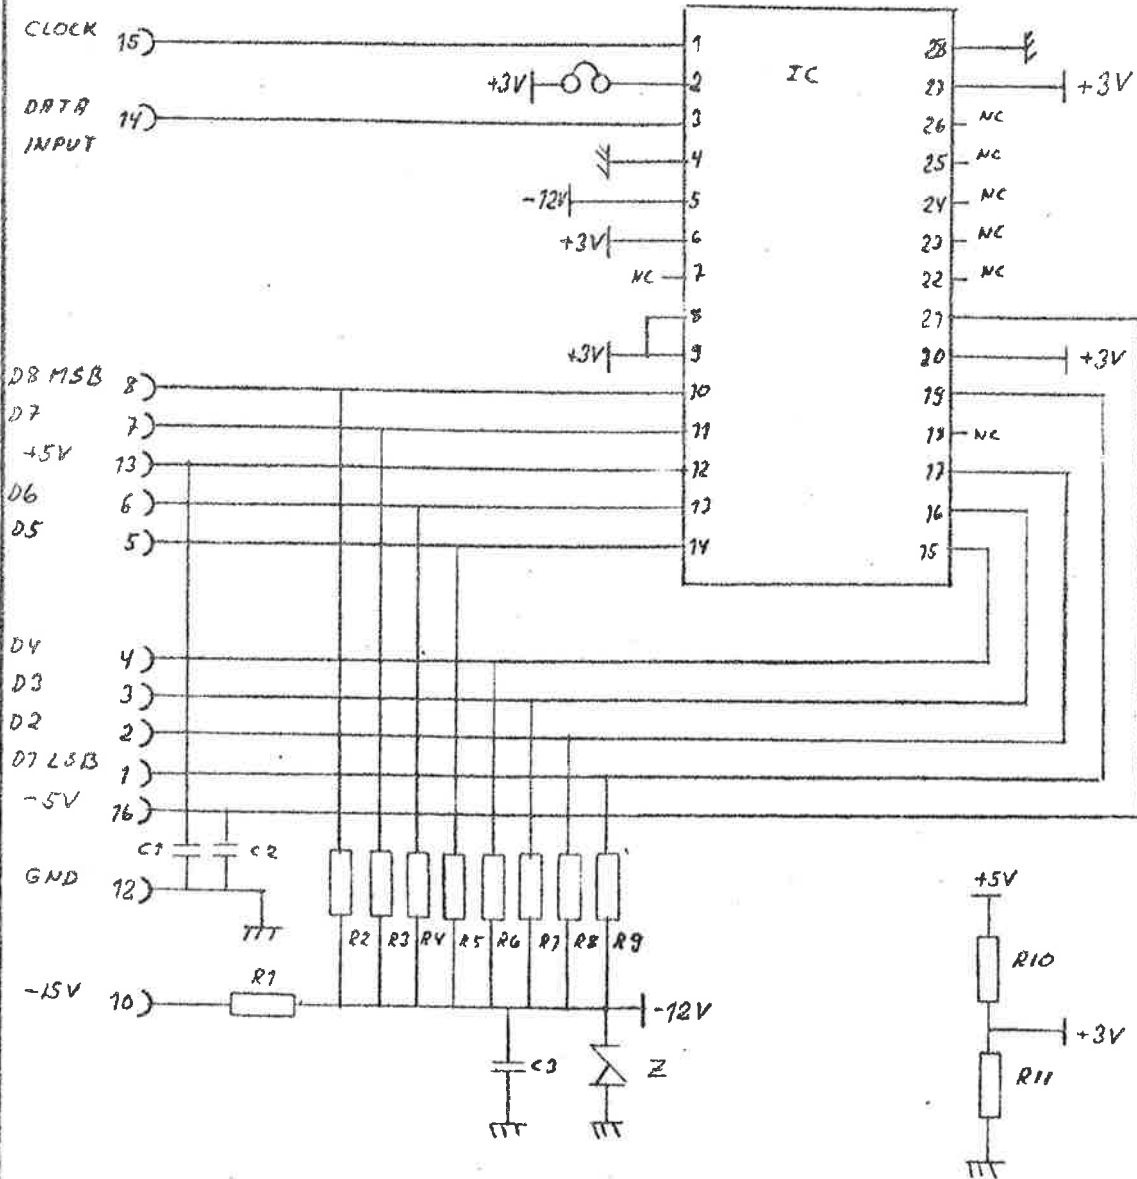 CLOCK 15 1 IC 28
+3V 2 27 +3V
DATA 14 3 26 NC
INPUT
4 25 NC
-12V 5 24 NC
+3V 6 23 NC
NC 7 22 NC
8 21
+3V 9 20 +3V
D8 MSB 8 10 19
D7 7 11 18 NC
+5V 13 12 17
D6 6 13 16
D5 5 14 15
D4 4
D3 3
D2 2
D1 LSB 1
-5V 16
C1 C2
GND 12 +5V
R2 R3 R4 R5 R6 R7 R8 R9 R10
-15V 10 R1 -12V
+3V
C3 Z R11